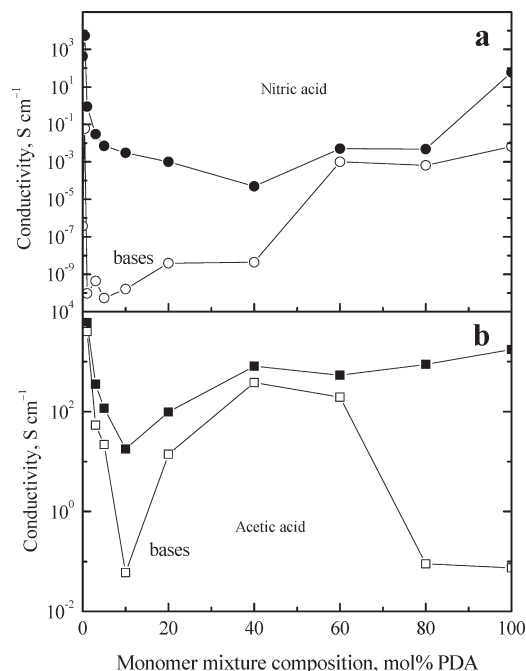 a
Nitric acid
Conductivity, S cm⁻¹
10³
10¹
10⁻¹
10⁻³
10⁻⁵
10⁻⁷
10⁻⁹
bases
10⁴
b
Conductivity, S cm⁻¹
10²
10⁰
10⁻²
Acetic acid
bases
0 20 40 60 80 100
Monomer mixture composition, mol% PDA